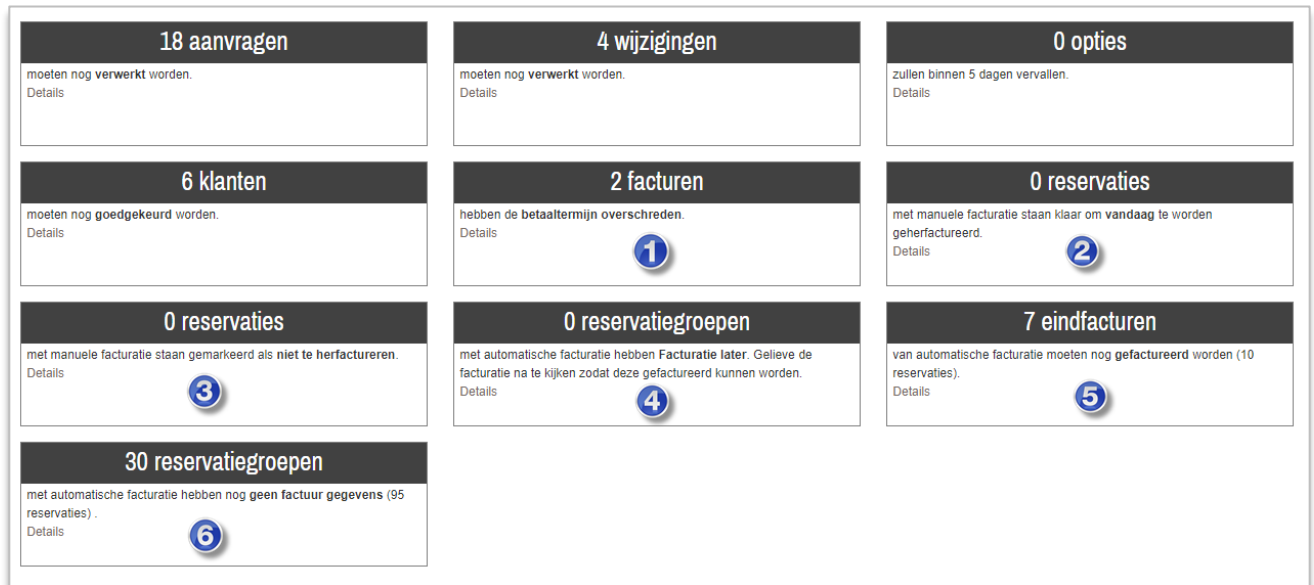 18 aanvragen
moeten nog verwerkt worden.
Details
4 wijzigingen
moeten nog verwerkt worden.
Details
0 opties
zullen binnen 5 dagen vervallen.
Details
6 klanten
moeten nog goedgekeurd worden.
Details
2 facturen
hebben de betaaltermijn overschreden.
Details
1
0 reservaties
met manuele facturatie staan klaar om vandaag te worden
geherfactureerd.
Details
2
0 reservaties
met manuele facturatie staan gemarkeerd als niet te herfactureren.
Details
3
0 reservatiegroepen
met automatische facturatie hebben Facturatie later. Gelieve de
facturatie na te kijken zodat deze gefactureerd kunnen worden.
Details
4
7 eindfacturen
van automatische facturatie moeten nog gefactureerd worden (10
reservaties).
Details
5
30 reservatiegroepen
met automatische facturatie hebben nog geen factuur gegevens (95
reservaties) .
Details
6